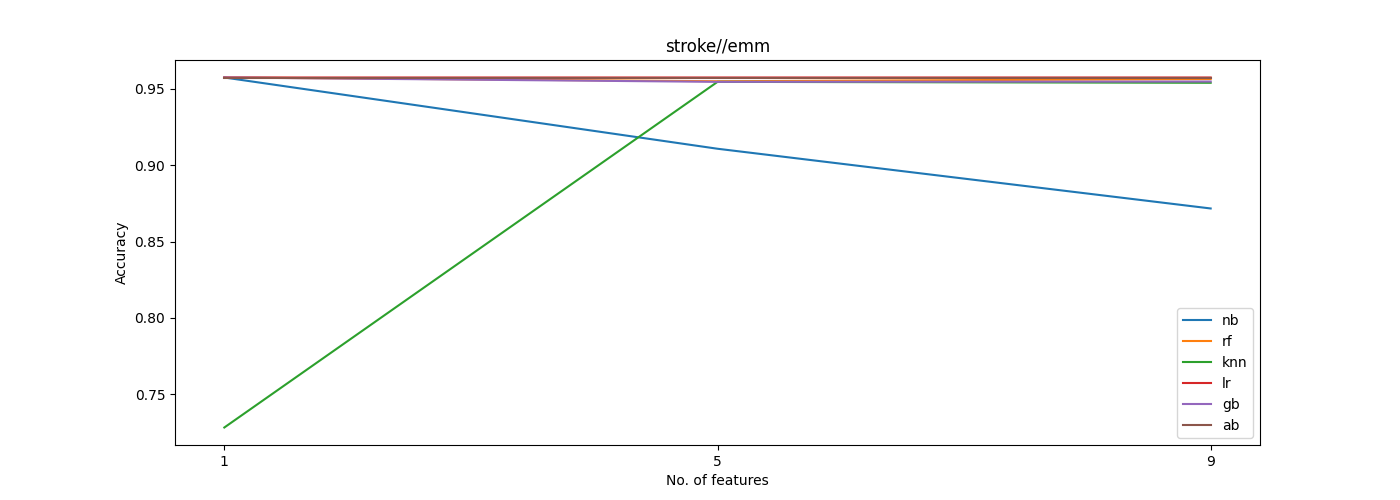 stroke//emm
0.95
0.90
0.85
0.80
0.75
Accuracy
1 5 9
No. of features
nb
rf
knn
lr
gb
ab